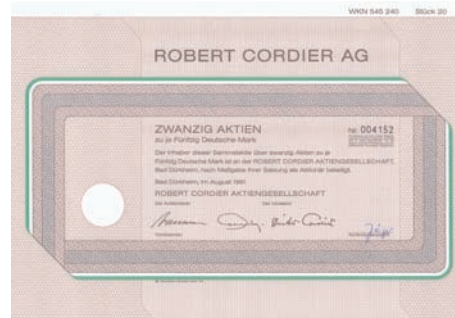 WKN 545 240 Stück 20
ROBERT CORDIER AG
ZWANZIG AKTIEN
zu je Fünfzig Deutsche Mark
Nr. 004152
Der Inhaber dieser Sammelaktie über zwanzig Aktien zu je
Fünfzig Deutsche Mark ist an der ROBERT CORDIER AKTIENGESELLSCHAFT,
Bad Dürkheim, nach Maßgabe ihrer Satzung als Aktionär beteiligt.
Bad Dürkheim, im August 1991
ROBERT CORDIER AKTIENGESELLSCHAFT
Der Aufsichtsrat Der Vorstand